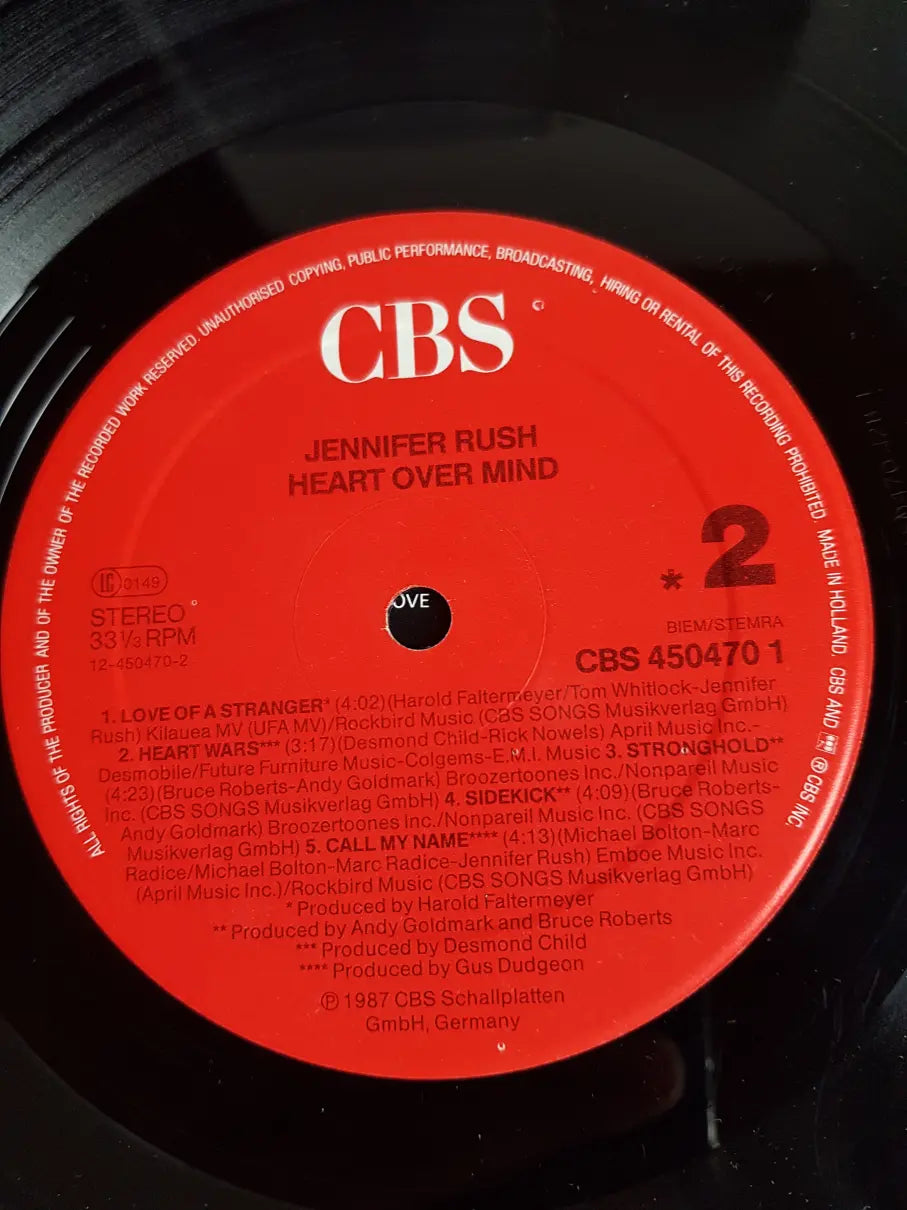 ALL RIGHTS OF THE PRODUCER AND OF THE OWNER OF THE RECORDED WORK RESERVED. UNAUTHORISED COPYING, PUBLIC PERFORMANCE, BROADCASTING, HIRING OR RENTAL OF THIS RECORDING PROHIBITED. MADE IN HOLLAND. CBS AND ℗ CBS INC.
CBS
JENNIFER RUSH
HEART OVER MIND
* 2
LC 0149
STEREO
33 1/3 RPM
12-450470-2
OVE
BIEM/STEMRA
CBS 450470 1
1. LOVE OF A STRANGER* (4:02)(Harold Faltermeyer/Tom Whitlock-Jennifer
Rush) Kilauea MV (UFA MV)/Rockbird Music (CBS SONGS Musikverlag GmbH)
2. HEART WARS*** (3:17)(Desmond Child-Rick Nowels) April Music Inc.-
Desmobile/Future Furniture Music-Colgems-E.M.I. Music 3. STRONGHOLD**
(4:23)(Bruce Roberts-Andy Goldmark) Broozertoones Inc./Nonpareil Music
Inc. (CBS SONGS Musikverlag GmbH) 4. SIDEKICK** (4:09)(Bruce Roberts-
Andy Goldmark) Broozertoones Inc./Nonpareil Music Inc. (CBS SONGS
Musikverlag GmbH) 5. CALL MY NAME**** (4:13)(Michael Bolton-Marc
Radice/Michael Bolton-Marc Radice-Jennifer Rush) Emboe Music Inc.
(April Music Inc.)/Rockbird Music (CBS SONGS Musikverlag GmbH)
* Produced by Harold Faltermeyer
** Produced by Andy Goldmark and Bruce Roberts
*** Produced by Desmond Child
**** Produced by Gus Dudgeon
℗ 1987 CBS Schallplatten
GmbH, Germany